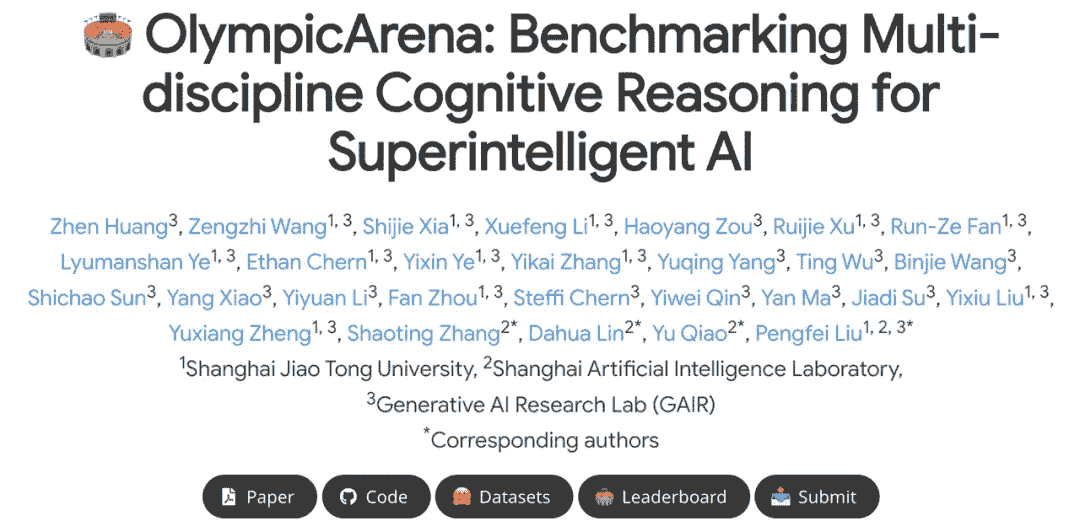 OlympicArena: Benchmarking Multi-
discipline Cognitive Reasoning for
Superintelligent AI
Zhen Huang3, Zengzhi Wang1, 3, Shijie Xia1, 3, Xuefeng Li1, 3, Haoyang Zou3, Ruijie Xu1, 3, Run-Ze Fan1, 3,
Lyumanshan Ye1, 3, Ethan Chern1, 3, Yixin Ye1, 3, Yikai Zhang1, 3, Yuqing Yang3, Ting Wu3, Binjie Wang3,
Shichao Sun3, Yang Xiao3, Yiyuan Li3, Fan Zhou1, 3, Steffi Chern3, Yiwei Qin3, Yan Ma3, Jiadi Su3, Yixiu Liu1, 3,
Yuxiang Zheng1, 3, Shaoting Zhang2*, Dahua Lin2*, Yu Qiao2*, Pengfei Liu1, 2, 3*
1Shanghai Jiao Tong University, 2Shanghai Artificial Intelligence Laboratory,
3Generative AI Research Lab (GAIR)
*Corresponding authors
Paper Code Datasets Leaderboard Submit